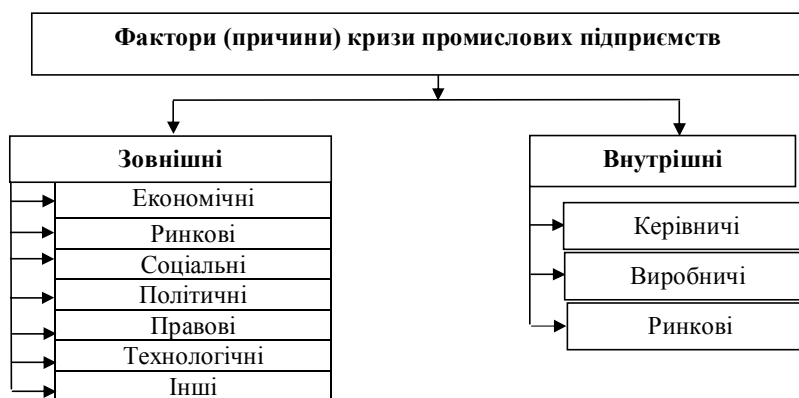 Фактори (причини) кризи промислових підприємств
Зовнішні
Економічні
Ринкові
Соціальні
Політичні
Правові
Технологічні
Інші
Внутрішні
Керівничі
Виробничі
Ринкові